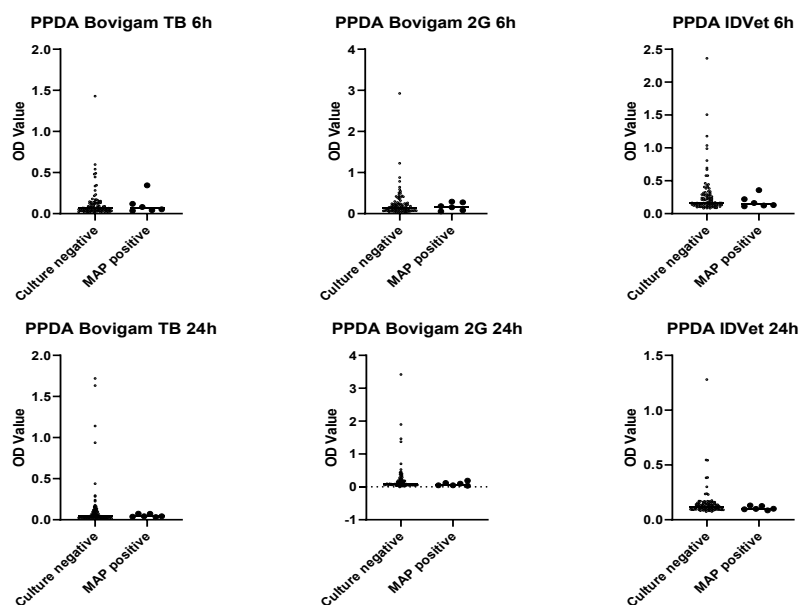 PPDA Bovigam TB 6h
PPDA Bovigam 2G 6h
PPDA IDVet 6h
2.0
1.5
1.0
0.5
0.0
OD Value
Culture negative
MAP positive
4
3
2
1
0
OD Value
Culture negative
MAP positive
2.5
2.0
1.5
1.0
0.5
0.0
OD Value
Culture negative
MAP positive
PPDA Bovigam TB 24h
PPDA Bovigam 2G 24h
PPDA IDVet 24h
2.0
1.5
1.0
0.5
0.0
OD Value
Culture negative
MAP positive
4
3
2
1
0
-1
OD Value
Culture negative
MAP positive
1.5
1.0
0.5
0.0
OD Value
Culture negative
MAP positive